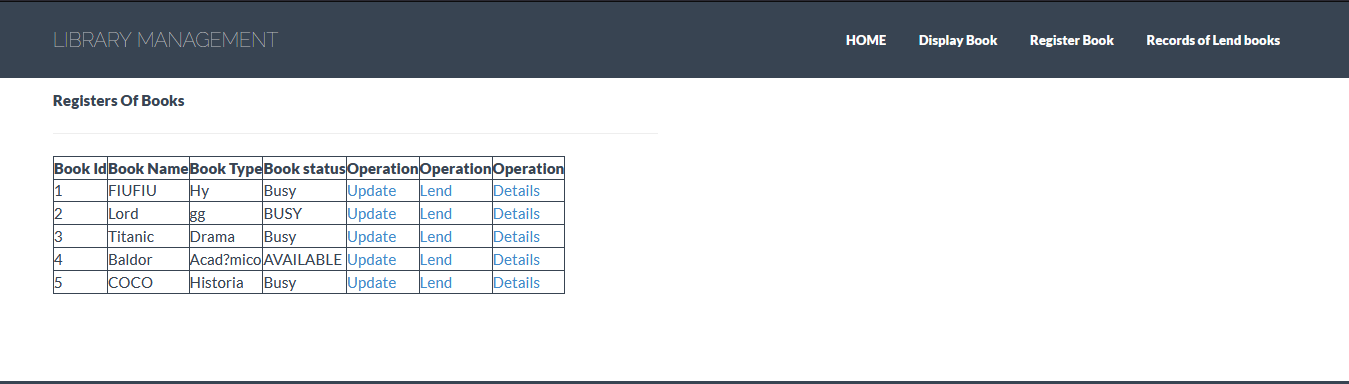 LIBRARY MANAGEMENT HOME Display Book Register Book Records of Lend books
Registers Of Books
Book Id Book Name Book Type Book status Operation Operation Operation
1 FIUFIU Hy Busy Update Lend Details
2 Lord gg BUSY Update Lend Details
3 Titanic Drama Busy Update Lend Details
4 Baldor Acad?mico AVAILABLE Update Lend Details
5 COCO Historia Busy Update Lend Details